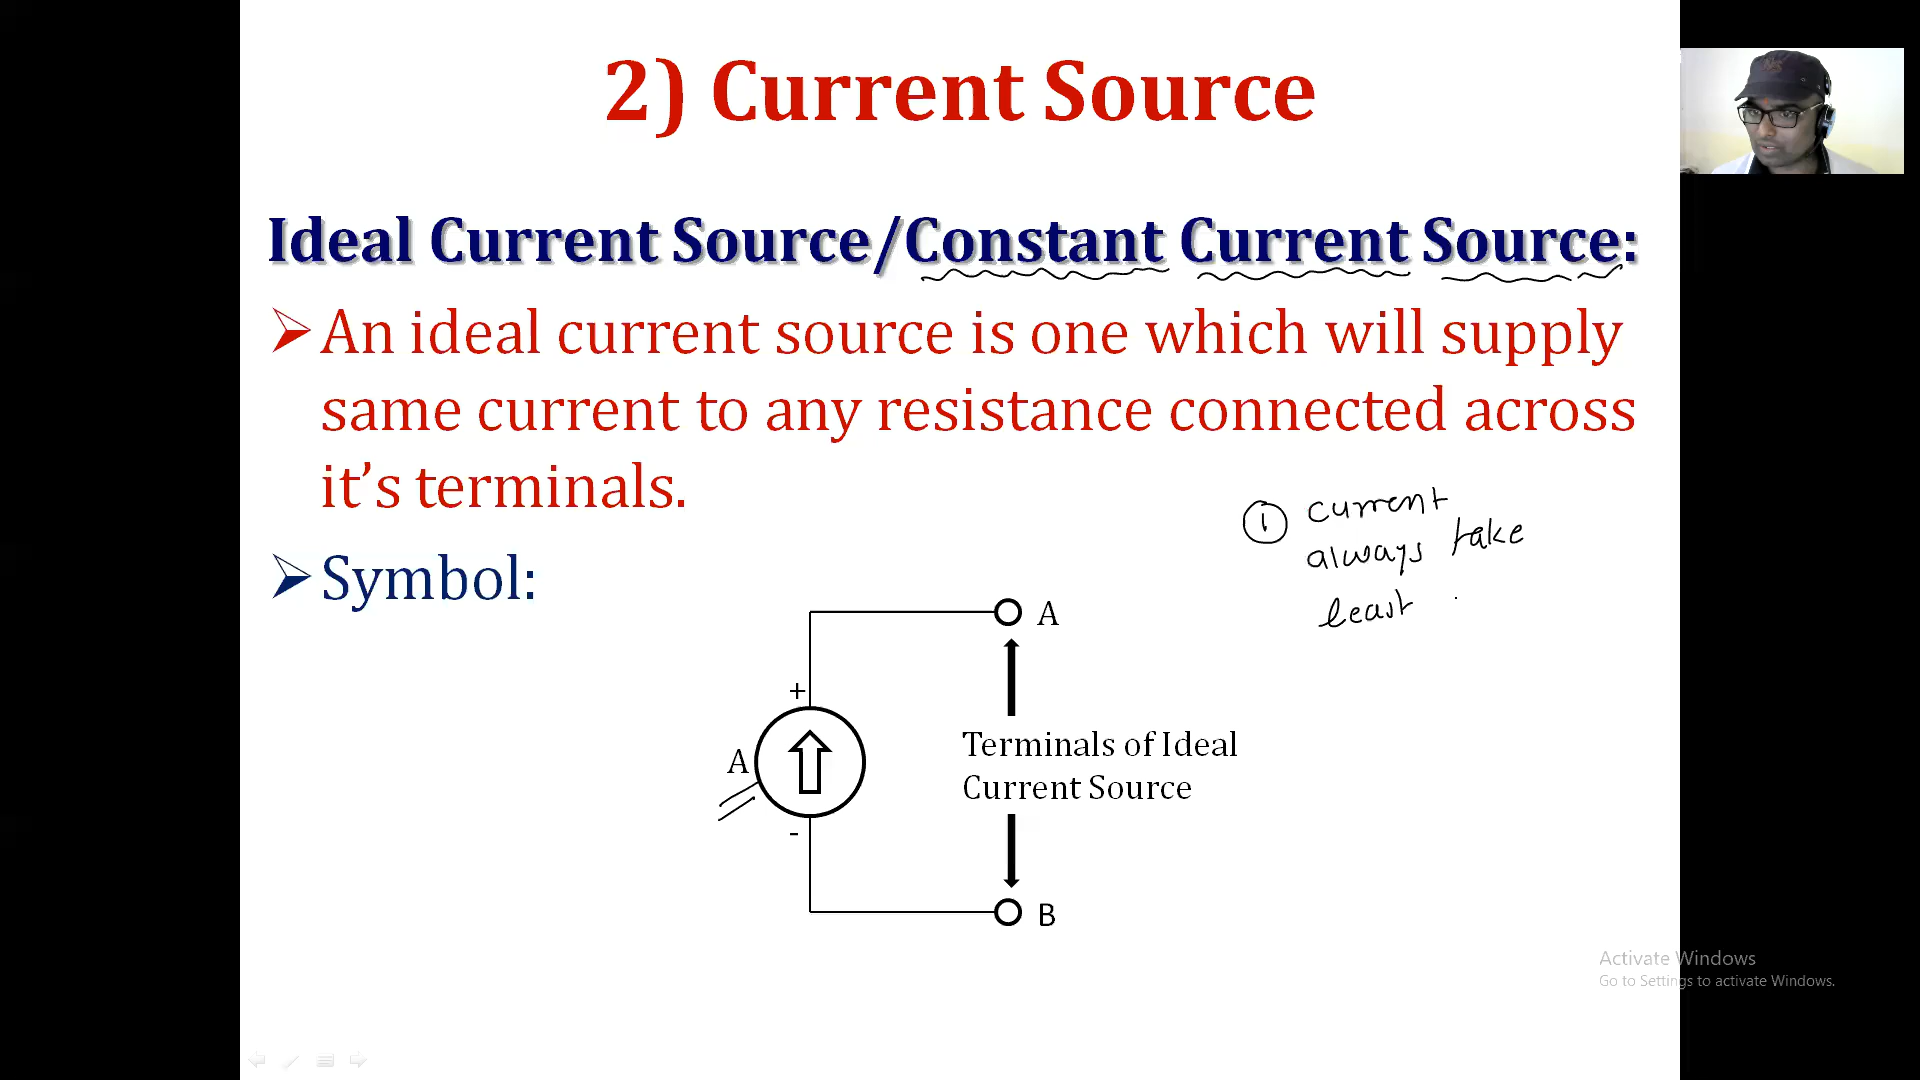 2) Current Source
Ideal Current Source/Constant Current Source:
➢An ideal current source is one which will supply
same current to any resistance connected across
it’s terminals.
① current
always take
least
➢Symbol:
A
+
A
-
Terminals of Ideal
Current Source
B
Activate Windows
Go to Settings to activate Windows.